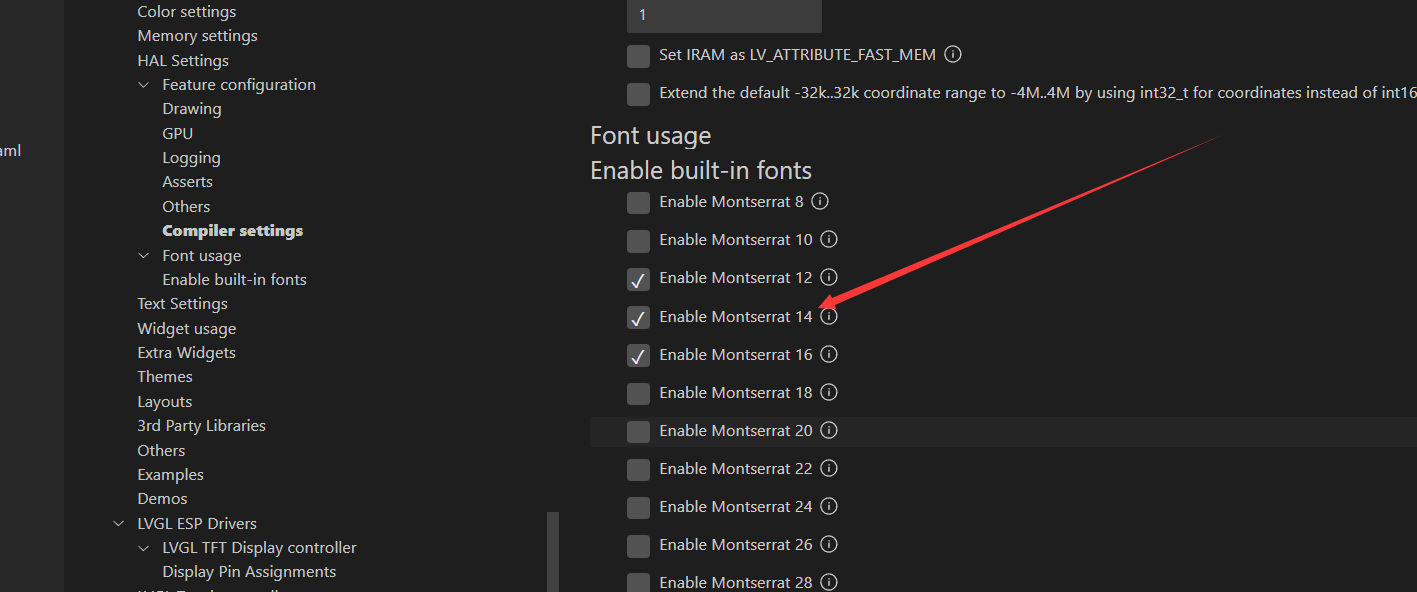 Color settings
Memory settings
HAL Settings
Feature configuration
Drawing
GPU
Logging
Asserts
Others
Compiler settings
Font usage
Enable built-in fonts
Text Settings
Widget usage
Extra Widgets
Themes
Layouts
3rd Party Libraries
Others
Examples
Demos
LVGL ESP Drivers
LVGL TFT Display controller
Display Pin Assignments
aml
1
Set IRAM as LV_ATTRIBUTE_FAST_MEM
Extend the default -32k..32k coordinate range to -4M..4M by using int32_t for coordinates instead of int16
Font usage
Enable built-in fonts
Enable Montserrat 8
Enable Montserrat 10
Enable Montserrat 12
Enable Montserrat 14
Enable Montserrat 16
Enable Montserrat 18
Enable Montserrat 20
Enable Montserrat 22
Enable Montserrat 24
Enable Montserrat 26
Enable Montserrat 28